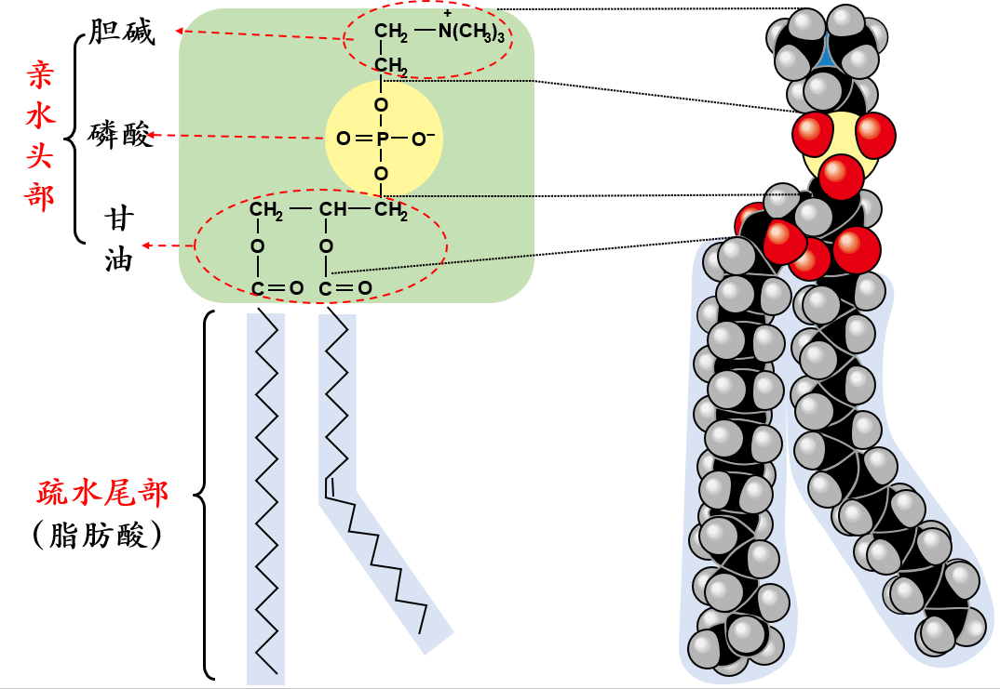 胆碱
亲水头部
磷酸
甘油
疏水尾部
(脂肪酸)
+
CH2 — N(CH3)3
CH2
O
O = P — O−
O
CH2 — CH — CH2
O O
C = O C = O